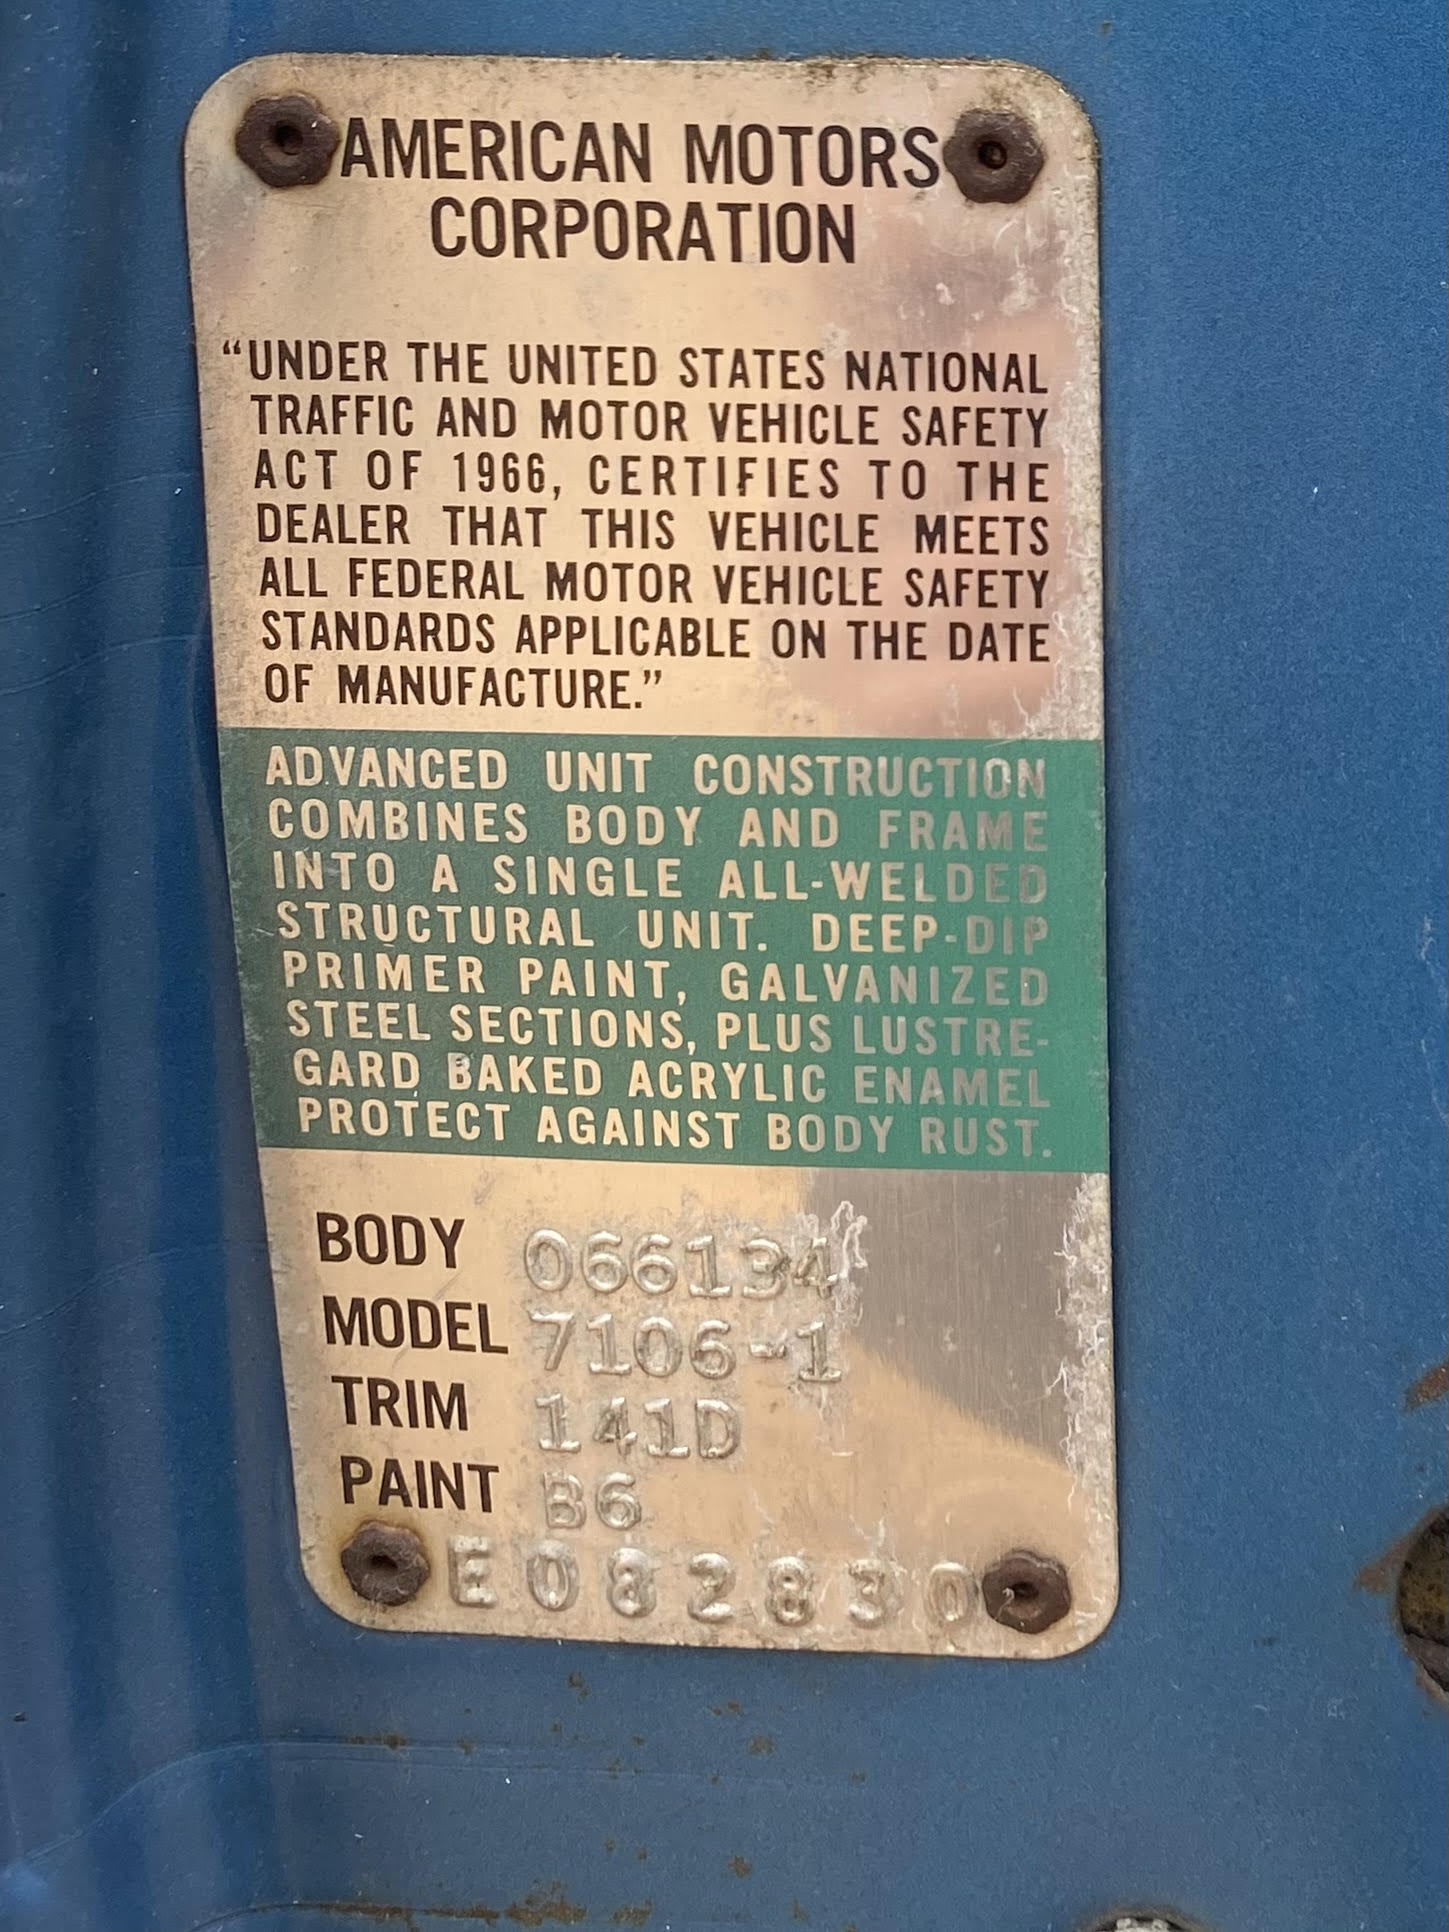 AMERICAN MOTORS
CORPORATION
“UNDER THE UNITED STATES NATIONAL
TRAFFIC AND MOTOR VEHICLE SAFETY
ACT OF 1966, CERTIFIES TO THE
DEALER THAT THIS VEHICLE MEETS
ALL FEDERAL MOTOR VEHICLE SAFETY
STANDARDS APPLICABLE ON THE DATE
OF MANUFACTURE.”
ADVANCED UNIT CONSTRUCTION
COMBINES BODY AND FRAME
INTO A SINGLE ALL-WELDED
STRUCTURAL UNIT. DEEP-DIP
PRIMER PAINT, GALVANIZED
STEEL SECTIONS, PLUS LUSTRE-
GARD BAKED ACRYLIC ENAMEL
PROTECT AGAINST BODY RUST.
BODY 066134
MODEL 7106-1
TRIM 141D
PAINT B6
E082830